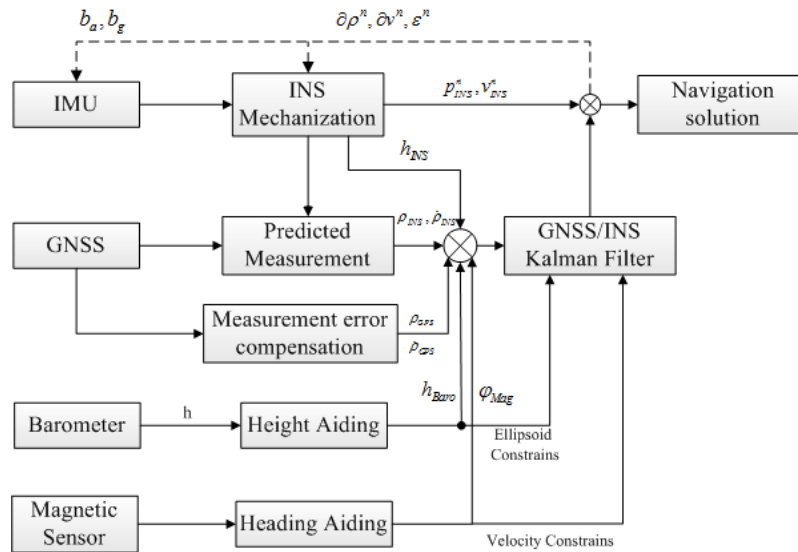 b_a, b_g
∂ρ^n, ∂v^n, ε^n
IMU
INS
Mechanization
p^n_INS, v^n_INS
Navigation
solution
h_INS
GNSS
Predicted
Measurement
ρ_INS, ρ̇_INS
GNSS/INS
Kalman Filter
Measurement error
compensation
ρ_GPS
ρ̇_GPS
h_Baro
φ_Mag
Barometer
h
Height Aiding
Ellipsoid
Constrains
Magnetic
Sensor
Heading Aiding
Velocity Constrains